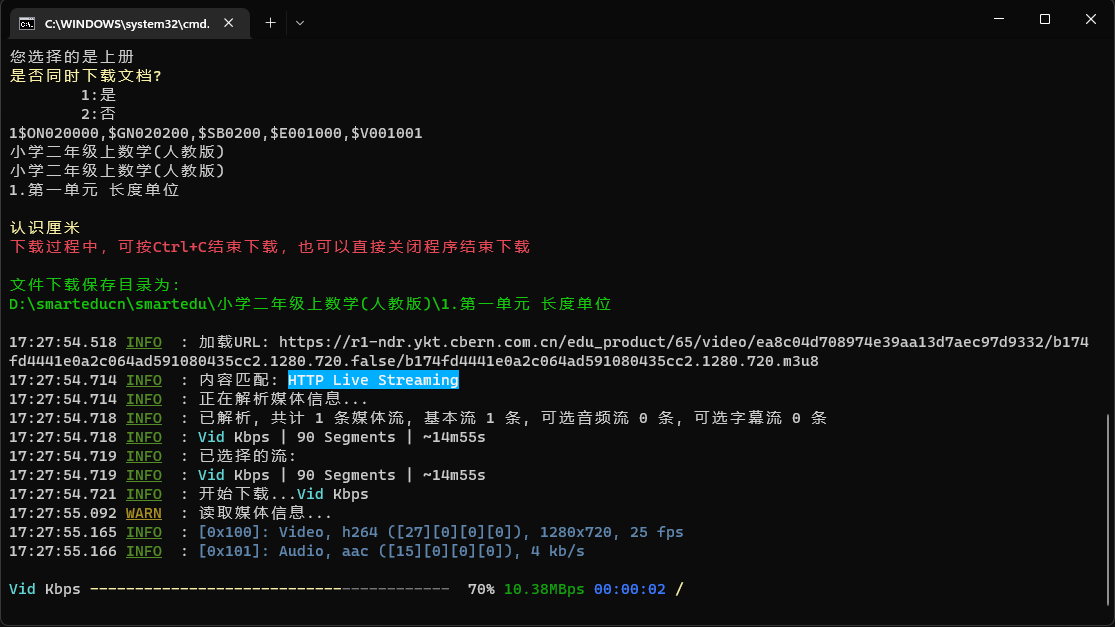 C:\WINDOWS\system32\cmd.
您选择的是上册
是否同时下载文档?
1:是
2:否
1$ON020000,$GN020200,$SB0200,$E001000,$V001001
小学二年级上数学(人教版)
小学二年级上数学(人教版)
1.第一单元 长度单位
认识厘米
下载过程中，可按Ctrl+C结束下载，也可以直接关闭程序结束下载
文件下载保存目录为：
D:\smarteducn\smartedu\小学二年级上数学(人教版)\1.第一单元 长度单位
17:27:54.518 INFO : 加载URL: https://r1-ndr.ykt.cbern.com.cn/edu_product/65/video/ea8c04d708974e39aa13d7aec97d9332/b174
fd4441e0a2c064ad591080435cc2.1280.720.false/b174fd4441e0a2c064ad591080435cc2.1280.720.m3u8
17:27:54.714 INFO : 内容匹配: HTTP Live Streaming
17:27:54.714 INFO : 正在解析媒体信息...
17:27:54.718 INFO : 已解析, 共计 1 条媒体流, 基本流 1 条, 可选音频流 0 条, 可选字幕流 0 条
17:27:54.718 INFO : Vid Kbps | 90 Segments | ~14m55s
17:27:54.719 INFO : 已选择的流:
17:27:54.719 INFO : Vid Kbps | 90 Segments | ~14m55s
17:27:54.721 INFO : 开始下载...Vid Kbps
17:27:55.092 WARN : 读取媒体信息...
17:27:55.165 INFO : [0x100]: Video, h264 ([27][0][0][0]), 1280x720, 25 fps
17:27:55.166 INFO : [0x101]: Audio, aac ([15][0][0][0]), 4 kb/s
Vid Kbps ---------------------------------------- 70% 10.38MBps 00:00:02 /